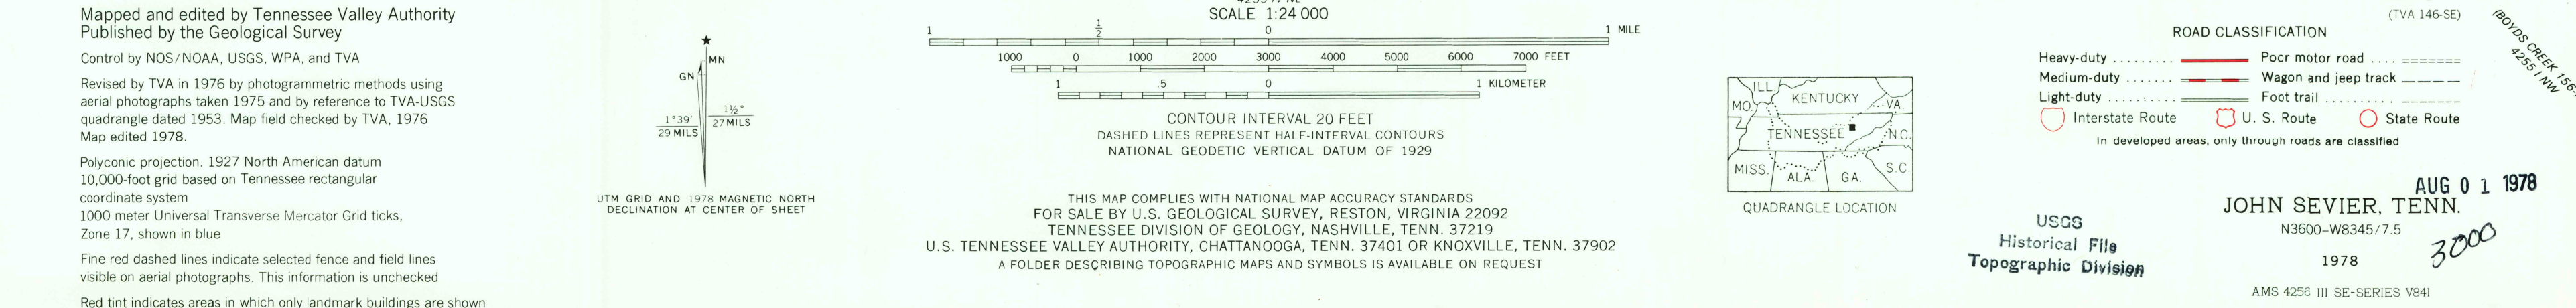 Mapped and edited by Tennessee Valley Authority
Published by the Geological Survey
Control by NOS/NOAA, USGS, WPA, and TVA
Revised by TVA in 1976 by photogrammetric methods using
aerial photographs taken 1975 and by reference to TVA-USGS
quadrangle dated 1953. Map field checked by TVA, 1976
Map edited 1978.
Polyconic projection. 1927 North American datum
10,000-foot grid based on Tennessee rectangular
coordinate system
1000 meter Universal Transverse Mercator Grid ticks,
Zone 17, shown in blue
Fine red dashed lines indicate selected fence and field lines
visible on aerial photographs. This information is unchecked
Red tint indicates areas in which only landmark buildings are shown
MN
GN
1½°
27 MILS
1°39'
29 MILS
UTM GRID AND 1978 MAGNETIC NORTH
DECLINATION AT CENTER OF SHEET
SCALE 1:24 000
1 ½ 0 1 MILE
1000 0 1000 2000 3000 4000 5000 6000 7000 FEET
1 .5 0 1 KILOMETER
CONTOUR INTERVAL 20 FEET
DASHED LINES REPRESENT HALF-INTERVAL CONTOURS
NATIONAL GEODETIC VERTICAL DATUM OF 1929
THIS MAP COMPLIES WITH NATIONAL MAP ACCURACY STANDARDS
FOR SALE BY U.S. GEOLOGICAL SURVEY, RESTON, VIRGINIA 22092
TENNESSEE DIVISION OF GEOLOGY, NASHVILLE, TENN. 37219
U.S. TENNESSEE VALLEY AUTHORITY, CHATTANOOGA, TENN. 37401 OR KNOXVILLE, TENN. 37902
A FOLDER DESCRIBING TOPOGRAPHIC MAPS AND SYMBOLS IS AVAILABLE ON REQUEST
ILL.
MO.
KENTUCKY
VA.
TENNESSEE
N.C.
MISS.
ALA.
GA.
S.C.
QUADRANGLE LOCATION
(TVA 146-SE)
(BOYDS CREEK 156-
4255 I NW
ROAD CLASSIFICATION
Heavy-duty Poor motor road
Medium-duty Wagon and jeep track
Light-duty Foot trail
Interstate Route U. S. Route State Route
In developed areas, only through roads are classified
AUG 0 1 1978
JOHN SEVIER, TENN.
N3600-W8345/7.5
3000
1978
USGS
Historical File
Topographic Division
AMS 4256 III SE-SERIES V841